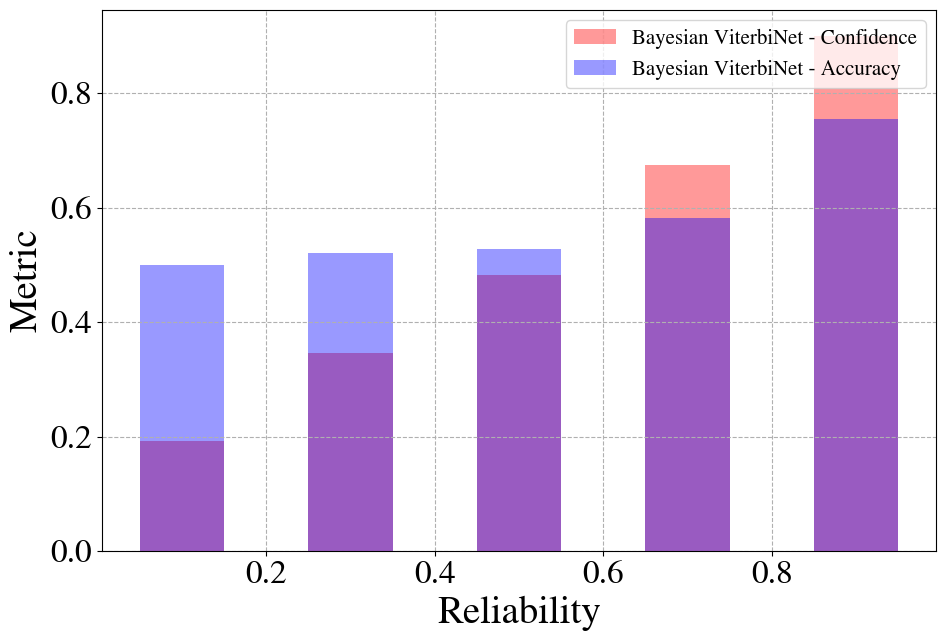 Bayesian ViterbiNet - Confidence
Bayesian ViterbiNet - Accuracy
Metric
0.8
0.6
0.4
0.2
0.0
0.2 0.4 0.6 0.8
Reliability